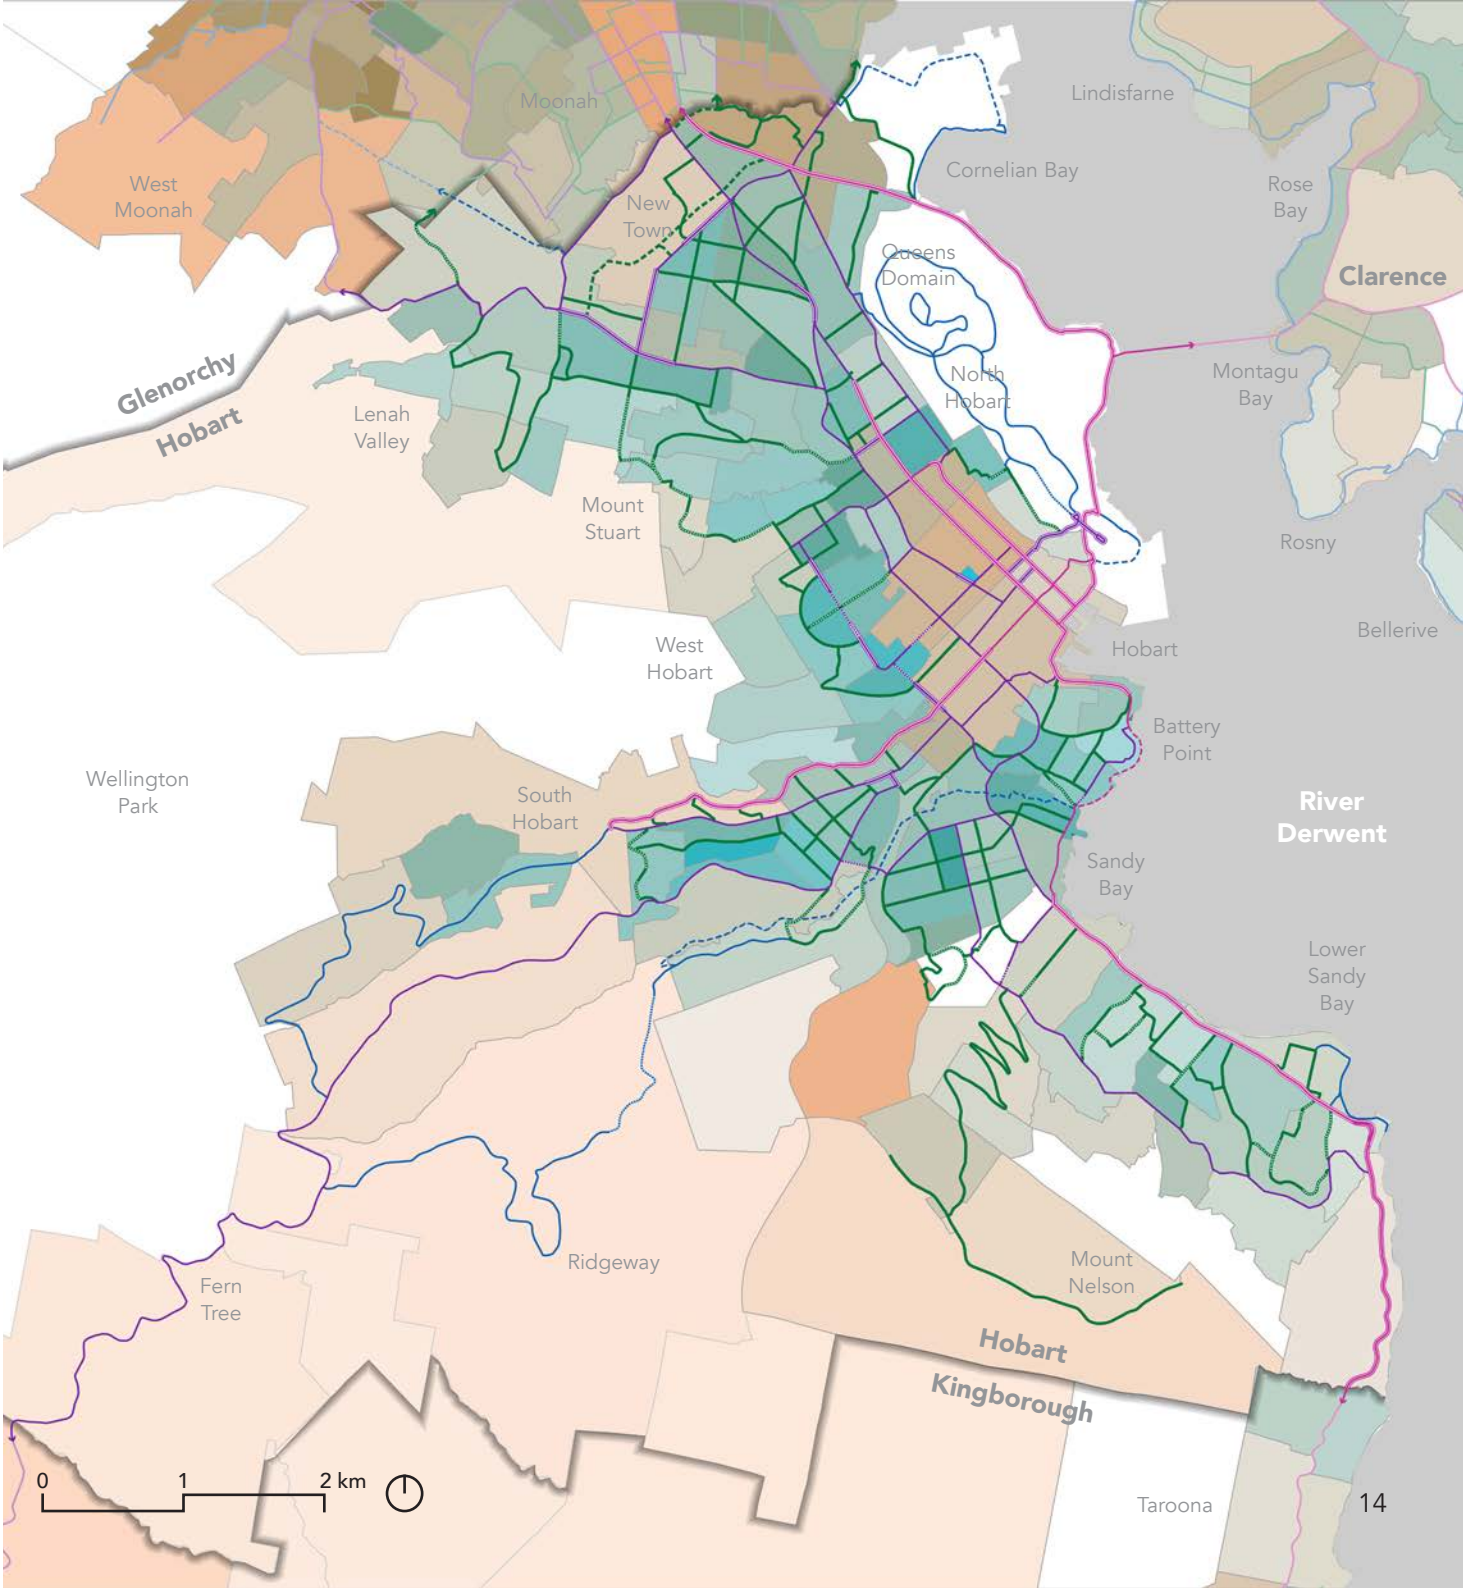 Moonah
Lindisfarne
West
Moonah
Cornelian Bay
Rose
Bay
New
Town
Queens
Domain
Clarence
Glenorchy
Hobart
Lenah
Valley
North
Hobart
Montagu
Bay
Mount
Stuart
Rosny
West
Hobart
Hobart
Bellerive
Battery
Point
Wellington
Park
South
Hobart
River
Derwent
Sandy
Bay
Lower
Sandy
Bay
Ridgeway
Mount
Nelson
Fern
Tree
Hobart
Kingborough
0 1 2 km
Taroona
14